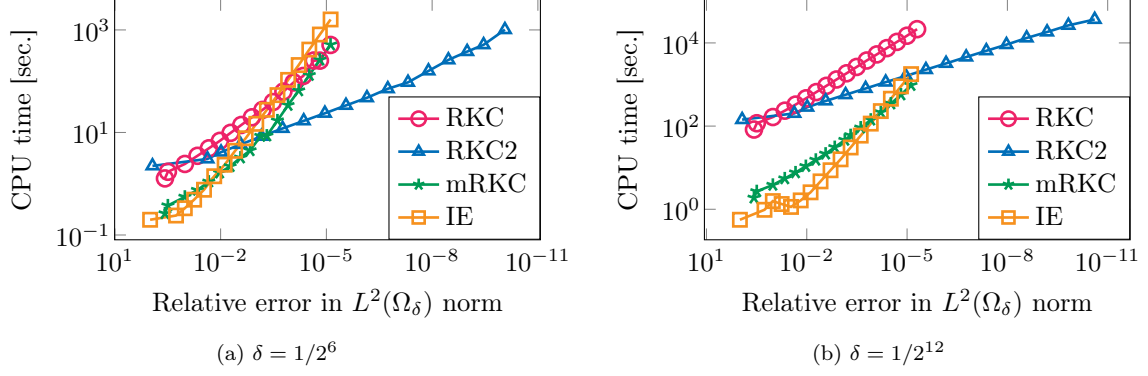 CPU time [sec.]
10^3
10^1
10^−1
10^1
10^−2
10^−5
10^−8
10^−11
RKC
RKC2
mRKC
IE
Relative error in L^2(Ω_δ) norm
(a) δ = 1/2^6
CPU time [sec.]
10^4
10^2
10^0
10^1
10^−2
10^−5
10^−8
10^−11
RKC
RKC2
mRKC
IE
Relative error in L^2(Ω_δ) norm
(b) δ = 1/2^12